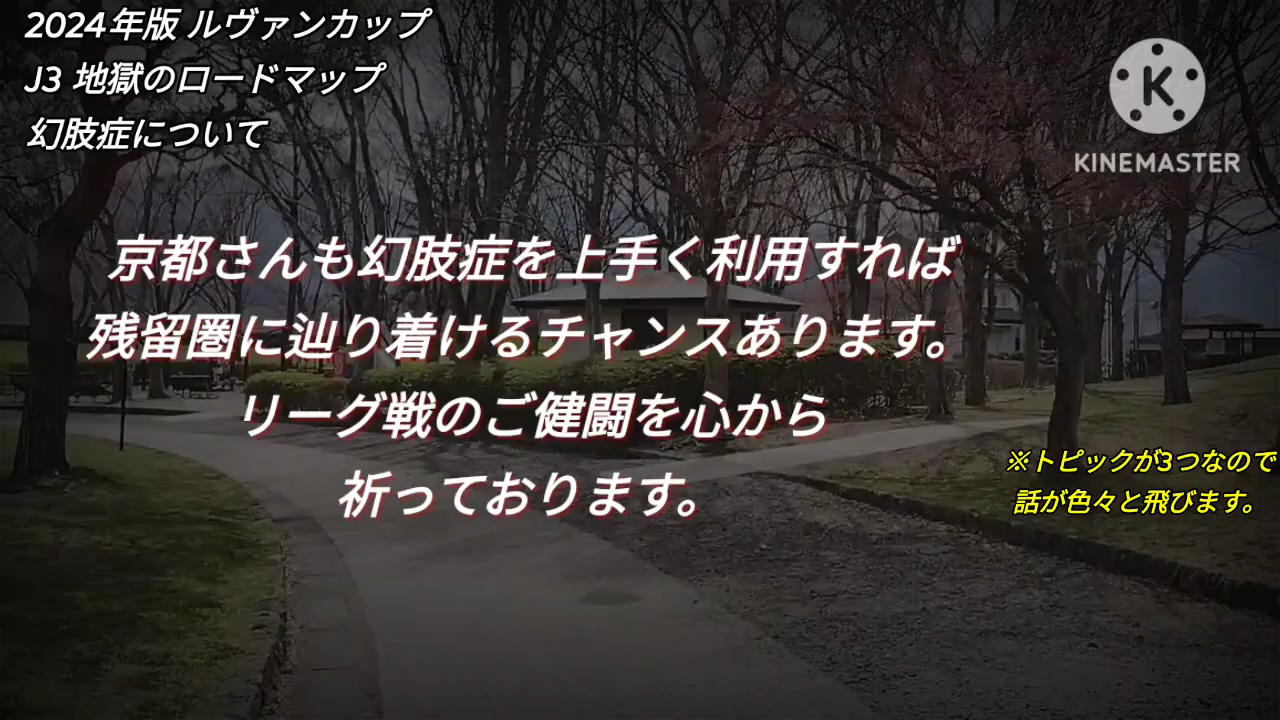 2024年版 ルヴァンカップ
J3 地獄のロードマップ
幻肢症について
K
KINEMASTER
京都さんも幻肢症を上手く利用すれば
残留圏に辿り着けるチャンスあります。
リーグ戦のご健闘を心から
祈っております。
※トピックが3つなので
話が色々と飛びます。